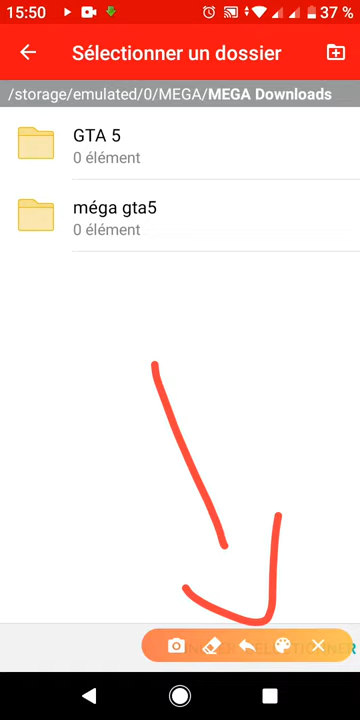 15:50
37 %
Sélectionner un dossier
/storage/emulated/0/MEGA/MEGA Downloads
GTA 5
0 élément
méga gta5
0 élément